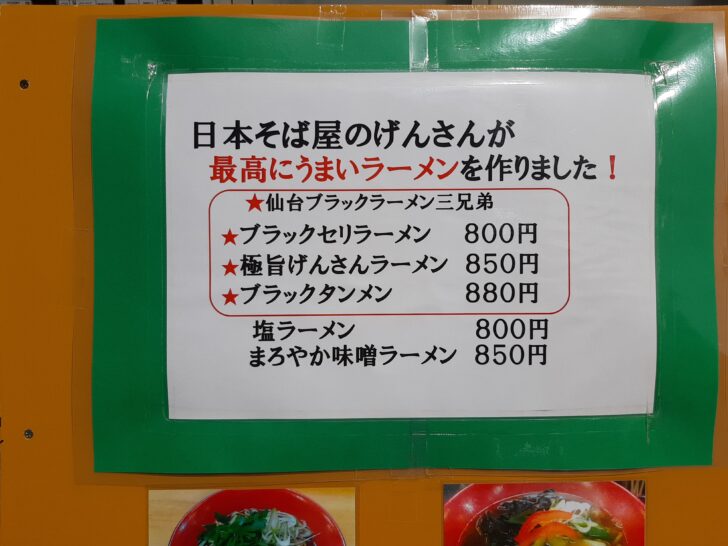 日本そば屋のげんさんが
最高にうまいラーメンを作りました！
★仙台ブラックラーメン三兄弟
★ブラックセリラーメン 800円
★極旨げんさんラーメン 850円
★ブラックタンメン 880円
塩ラーメン 800円
まろやか味噌ラーメン 850円